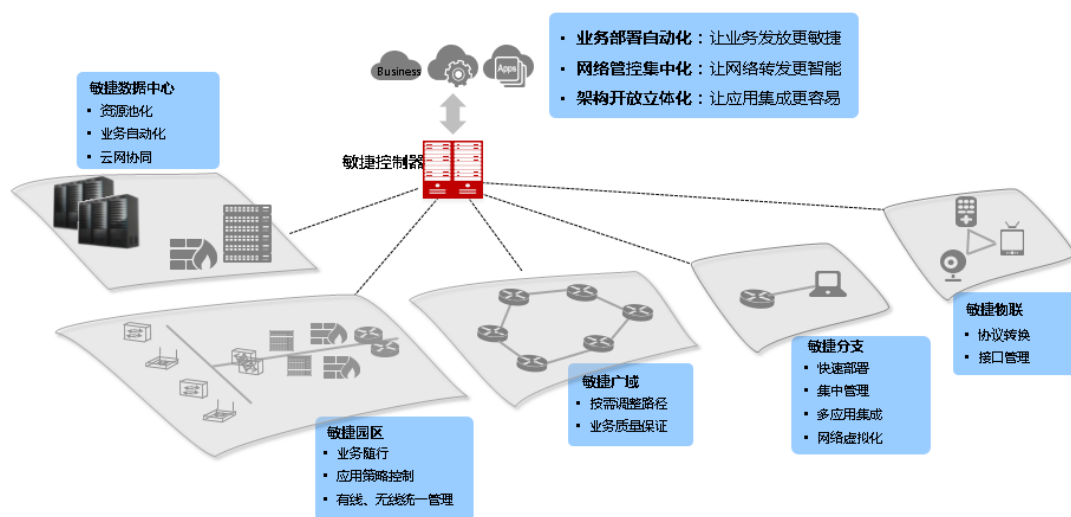 Business
Apps
业务部署自动化：让业务发放更敏捷
网络管控集中化：让网络转发更智能
架构开放立体化：让应用集成更容易
敏捷数据中心
资源池化
业务自动化
云网协同
敏捷控制器
敏捷园区
业务随行
应用策略控制
有线、无线统一管理
敏捷广域
按需调整路径
业务质量保证
敏捷分支
快速部署
集中管理
多应用集成
网络虚拟化
敏捷物联
协议转换
接口管理